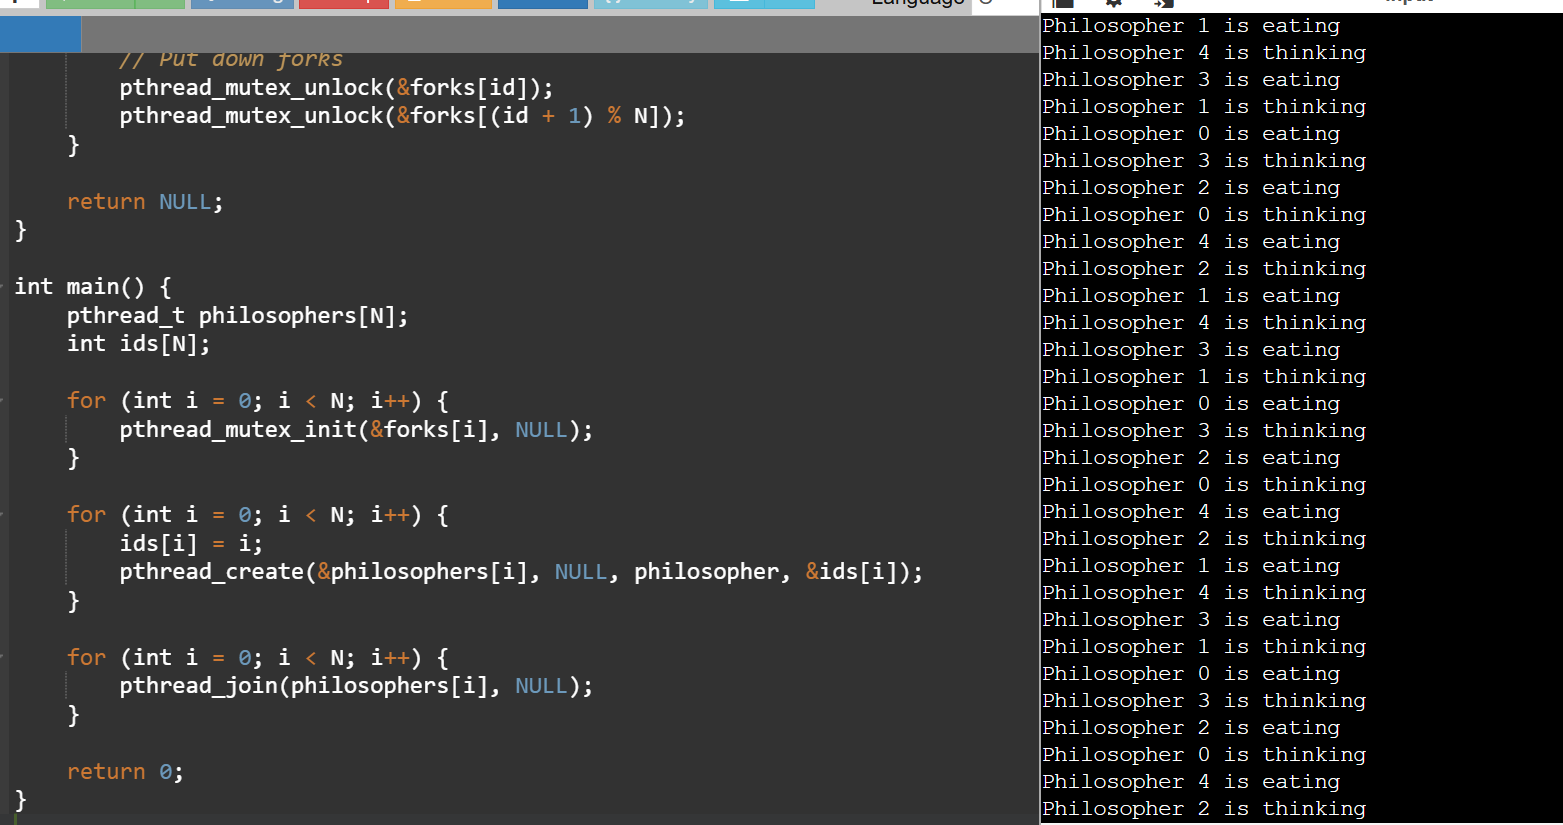 Language
// Put down forks
pthread_mutex_unlock(&forks[id]);
pthread_mutex_unlock(&forks[(id + 1) % N]);
}
return NULL;
}
int main() {
pthread_t philosophers[N];
int ids[N];
for (int i = 0; i < N; i++) {
pthread_mutex_init(&forks[i], NULL);
}
for (int i = 0; i < N; i++) {
ids[i] = i;
pthread_create(&philosophers[i], NULL, philosopher, &ids[i]);
}
for (int i = 0; i < N; i++) {
pthread_join(philosophers[i], NULL);
}
return 0;
}
Philosopher 1 is eating
Philosopher 4 is thinking
Philosopher 3 is eating
Philosopher 1 is thinking
Philosopher 0 is eating
Philosopher 3 is thinking
Philosopher 2 is eating
Philosopher 0 is thinking
Philosopher 4 is eating
Philosopher 2 is thinking
Philosopher 1 is eating
Philosopher 4 is thinking
Philosopher 3 is eating
Philosopher 1 is thinking
Philosopher 0 is eating
Philosopher 3 is thinking
Philosopher 2 is eating
Philosopher 0 is thinking
Philosopher 4 is eating
Philosopher 2 is thinking
Philosopher 1 is eating
Philosopher 4 is thinking
Philosopher 3 is eating
Philosopher 1 is thinking
Philosopher 0 is eating
Philosopher 3 is thinking
Philosopher 2 is eating
Philosopher 0 is thinking
Philosopher 4 is eating
Philosopher 2 is thinking